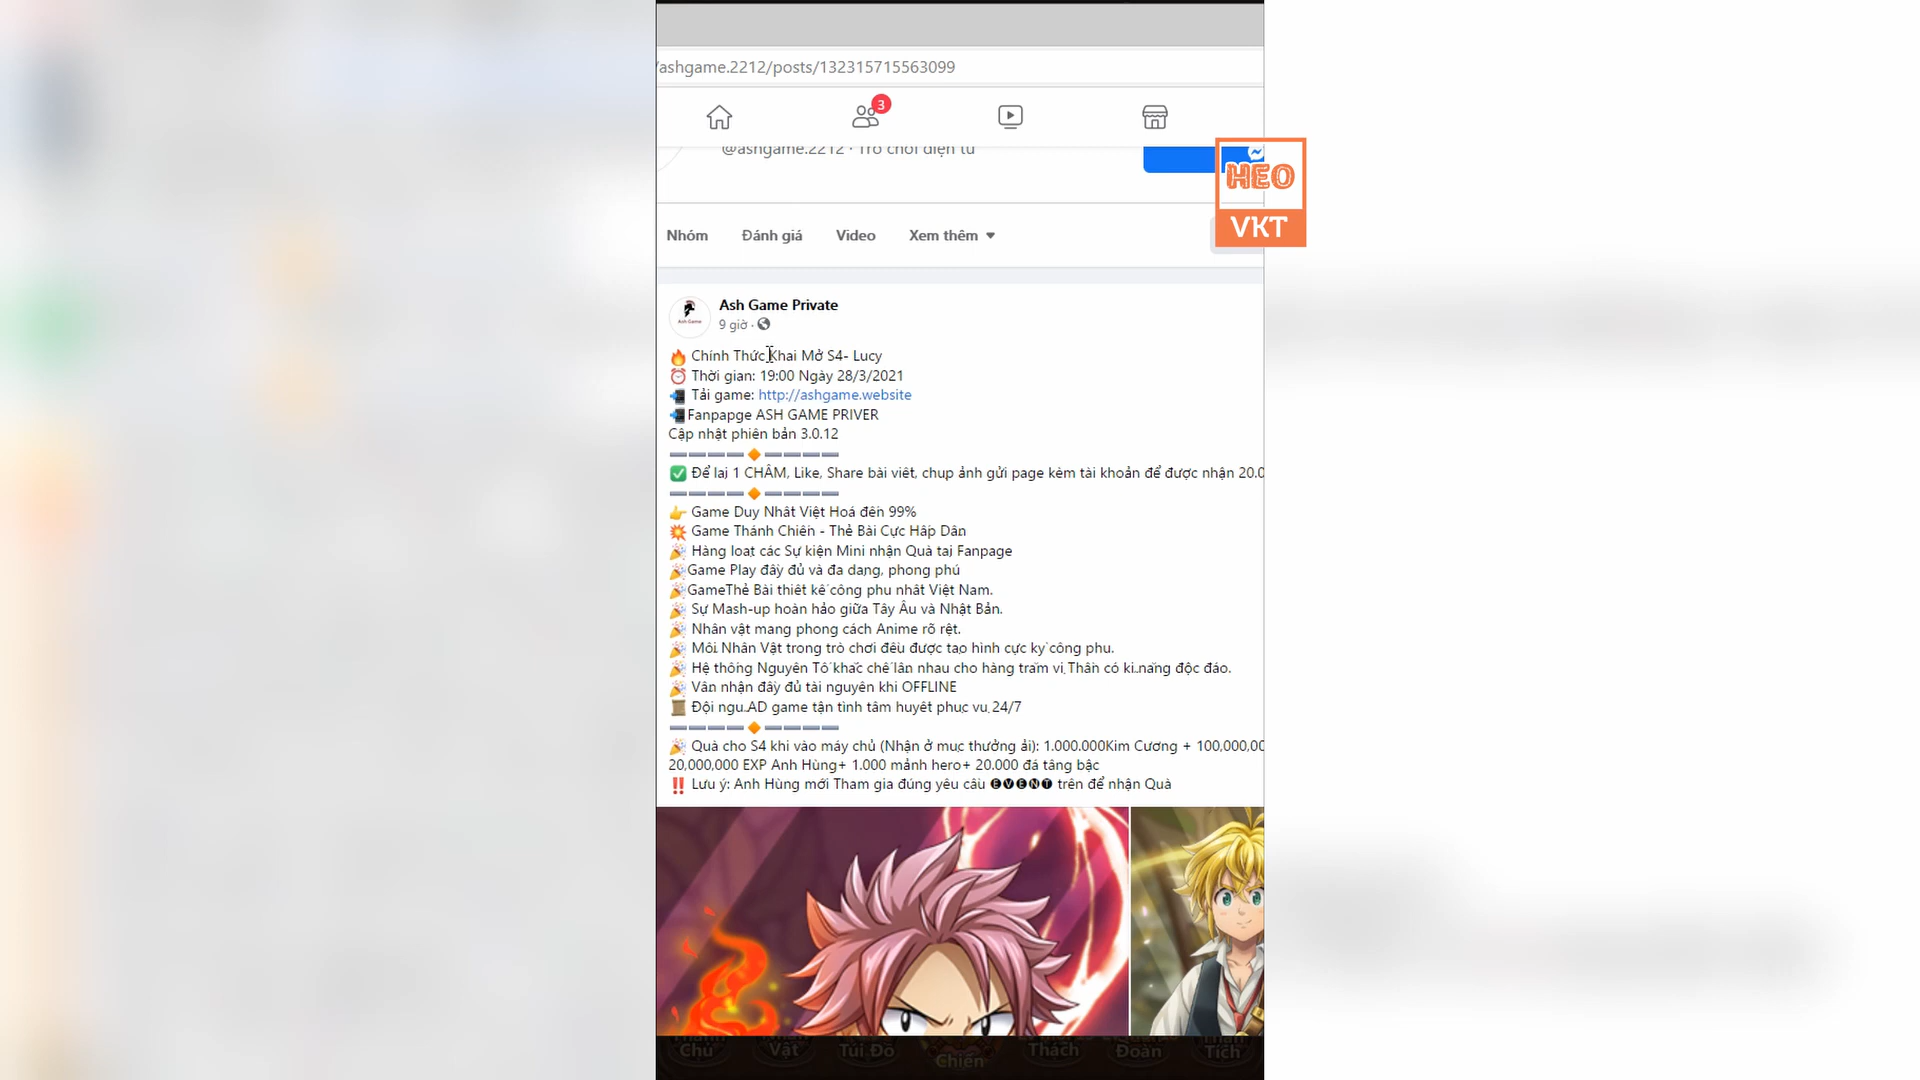 /ashgame.2212/posts/132315715563099
3
@ashgame.2212 · Trò chơi điện tử
HEO
VKT
Nhóm Đánh giá Video Xem thêm
Ash Game Private
Ash Game
9 giờ ·
🔥 Chính Thức Khai Mở S4- Lucy
⏰ Thời gian: 19:00 Ngày 28/3/2021
📲 Tải game: http://ashgame.website
📲Fanpapge ASH GAME PRIVER
Cập nhật phiên bản 3.0.12
➖➖➖➖🔸➖➖➖➖
✅ Để lại 1 CHẤM, Like, Share bài viết, chụp ảnh gửi page kèm tài khoản để được nhận 20.0
➖➖➖➖🔸➖➖➖➖
👉 Game Duy Nhất Việt Hoá đến 99%
💥 Game Thánh Chiến - Thẻ Bài Cực Hấp Dẫn
🎉 Hàng loạt các Sự kiện Mini nhận Quà tại Fanpage
🎉Game Play đầy đủ và đa dạng, phong phú
🎉GameThẻ Bài thiết kế công phu nhất Việt Nam.
🎉 Sự Mash-up hoàn hảo giữa Tây Âu và Nhật Bản.
🎉 Nhân vật mang phong cách Anime rõ rệt.
🎉 Mỗi Nhân Vật trong trò chơi đều được tạo hình cực kỳ công phu.
🎉 Hệ thống Nguyên Tố khắc chế lẫn nhau cho hàng trăm vị Thần có kĩ năng độc đáo.
🎉 Vẫn nhận đầy đủ tài nguyên khi OFFLINE
📜 Đội ngũ AD game tận tình tâm huyết phục vụ 24/7
➖➖➖➖🔸➖➖➖➖
🎉 Quà cho S4 khi vào máy chủ (Nhận ở mục thưởng ải): 1.000.000Kim Cương + 100,000,00
20,000,000 EXP Anh Hùng+ 1.000 mảnh hero+ 20.000 đá tăng bậc
‼️ Lưu ý: Anh Hùng mới Tham gia đúng yêu cầu 🅔🅥🅔🅝🅣 trên để nhận Quà
Vật Túi Đồ Chiến Thách Đoàn Tích